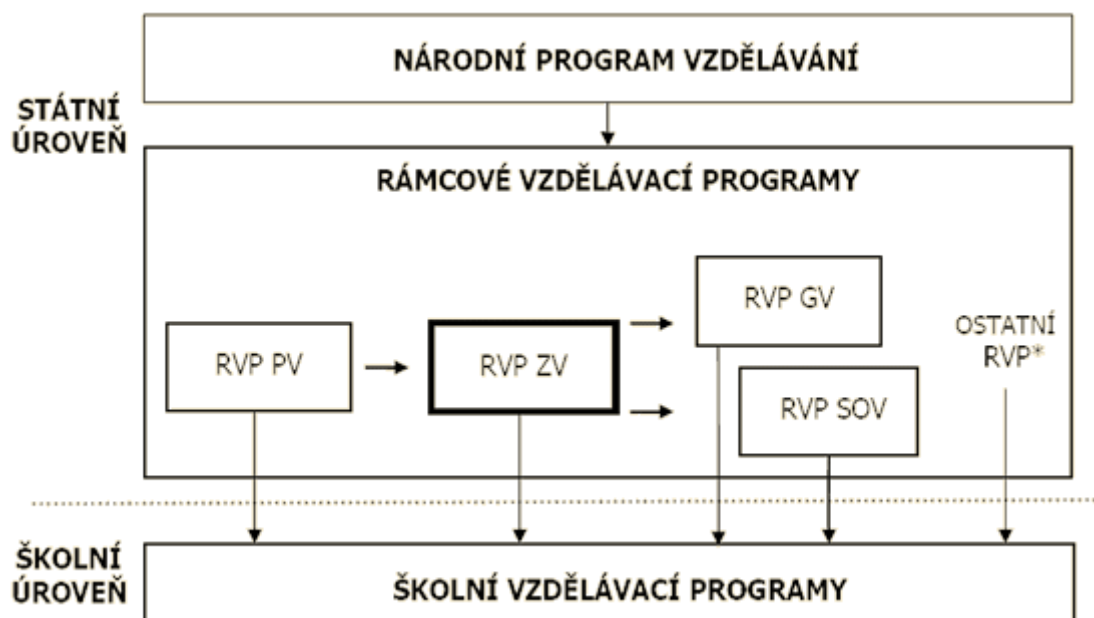 NÁRODNÍ PROGRAM VZDĚLÁVÁNÍ
STÁTNÍ
ÚROVEŇ
RÁMCOVÉ VZDĚLÁVACÍ PROGRAMY
RVP PV
RVP ZV
RVP GV
RVP SOV
OSTATNÍ
RVP*
ŠKOLNÍ
ÚROVEŇ
ŠKOLNÍ VZDĚLÁVACÍ PROGRAMY